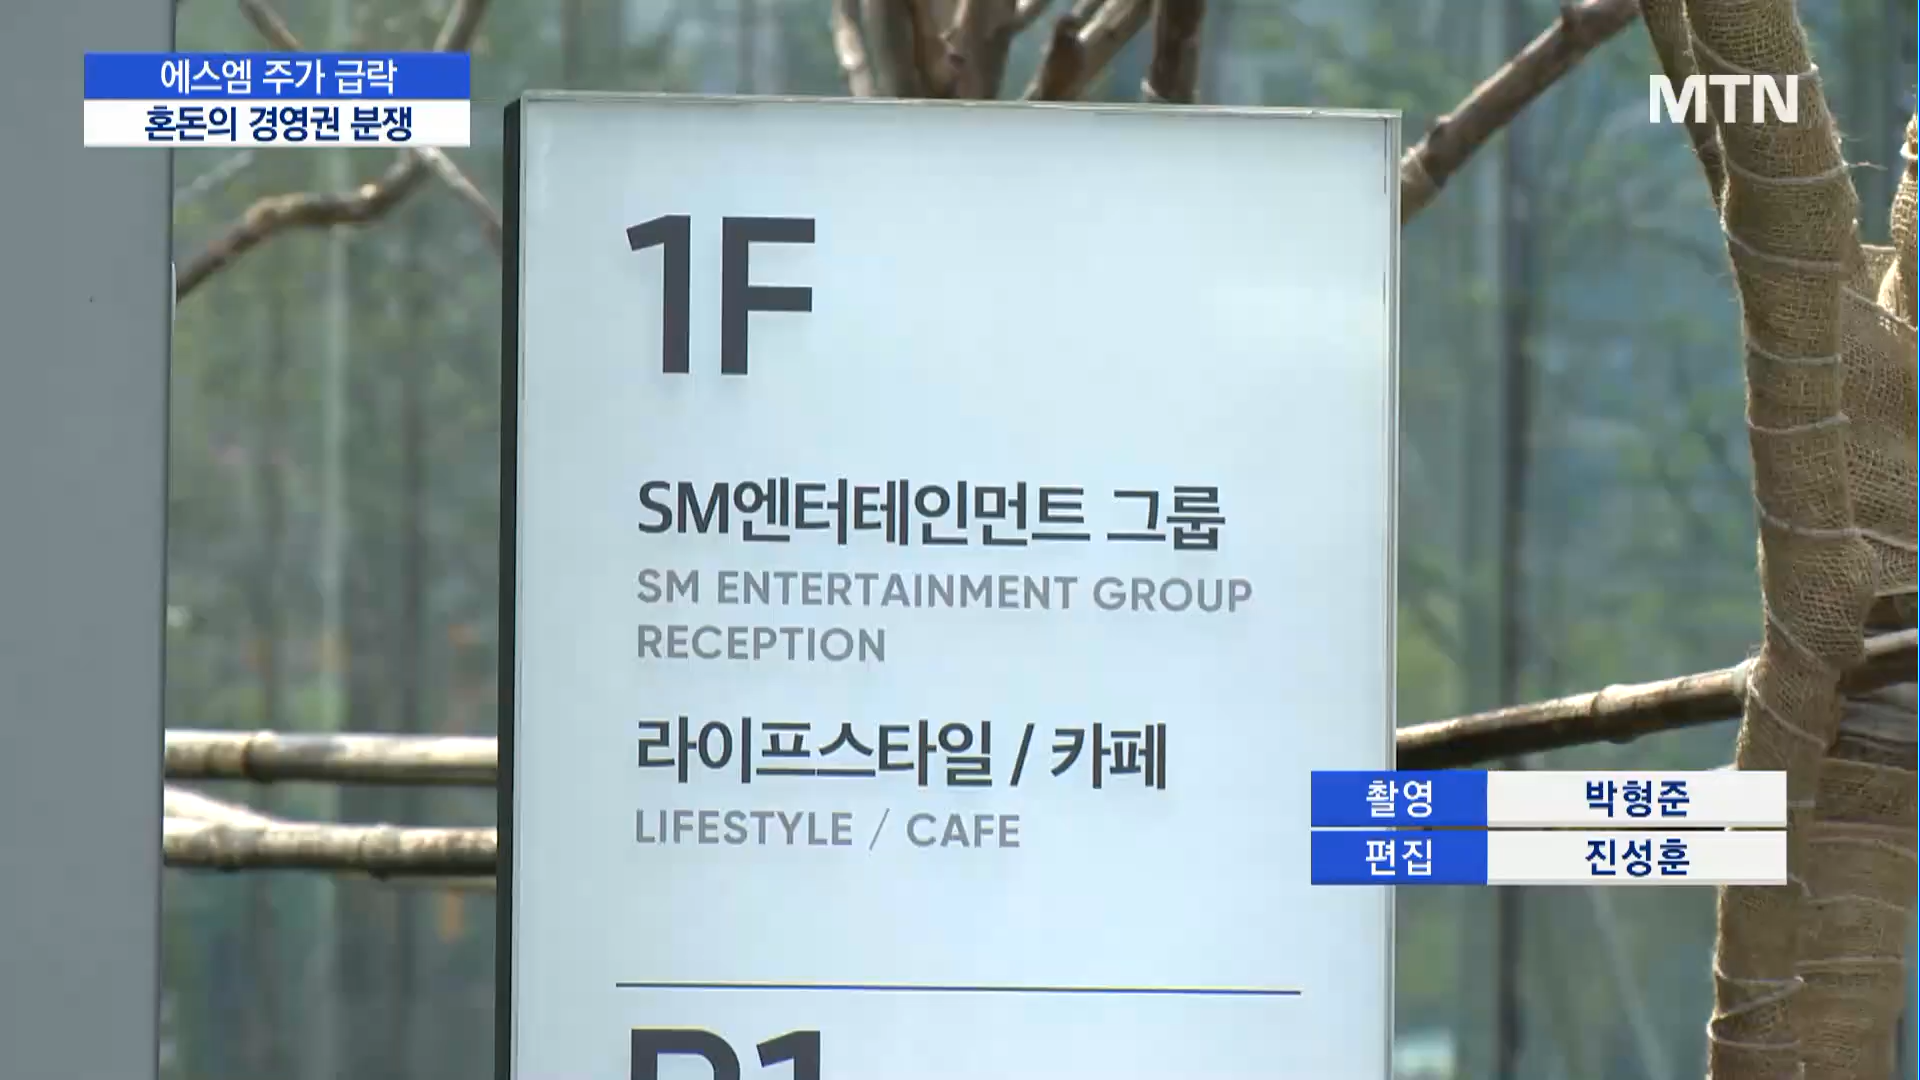 에스엠 주가 급락
혼돈의 경영권 분쟁
MTN
1F
SM엔터테인먼트 그룹
SM ENTERTAINMENT GROUP
RECEPTION
라이프스타일 / 카페
LIFESTYLE / CAFE
촬영 박형준
편집 진성훈
B1